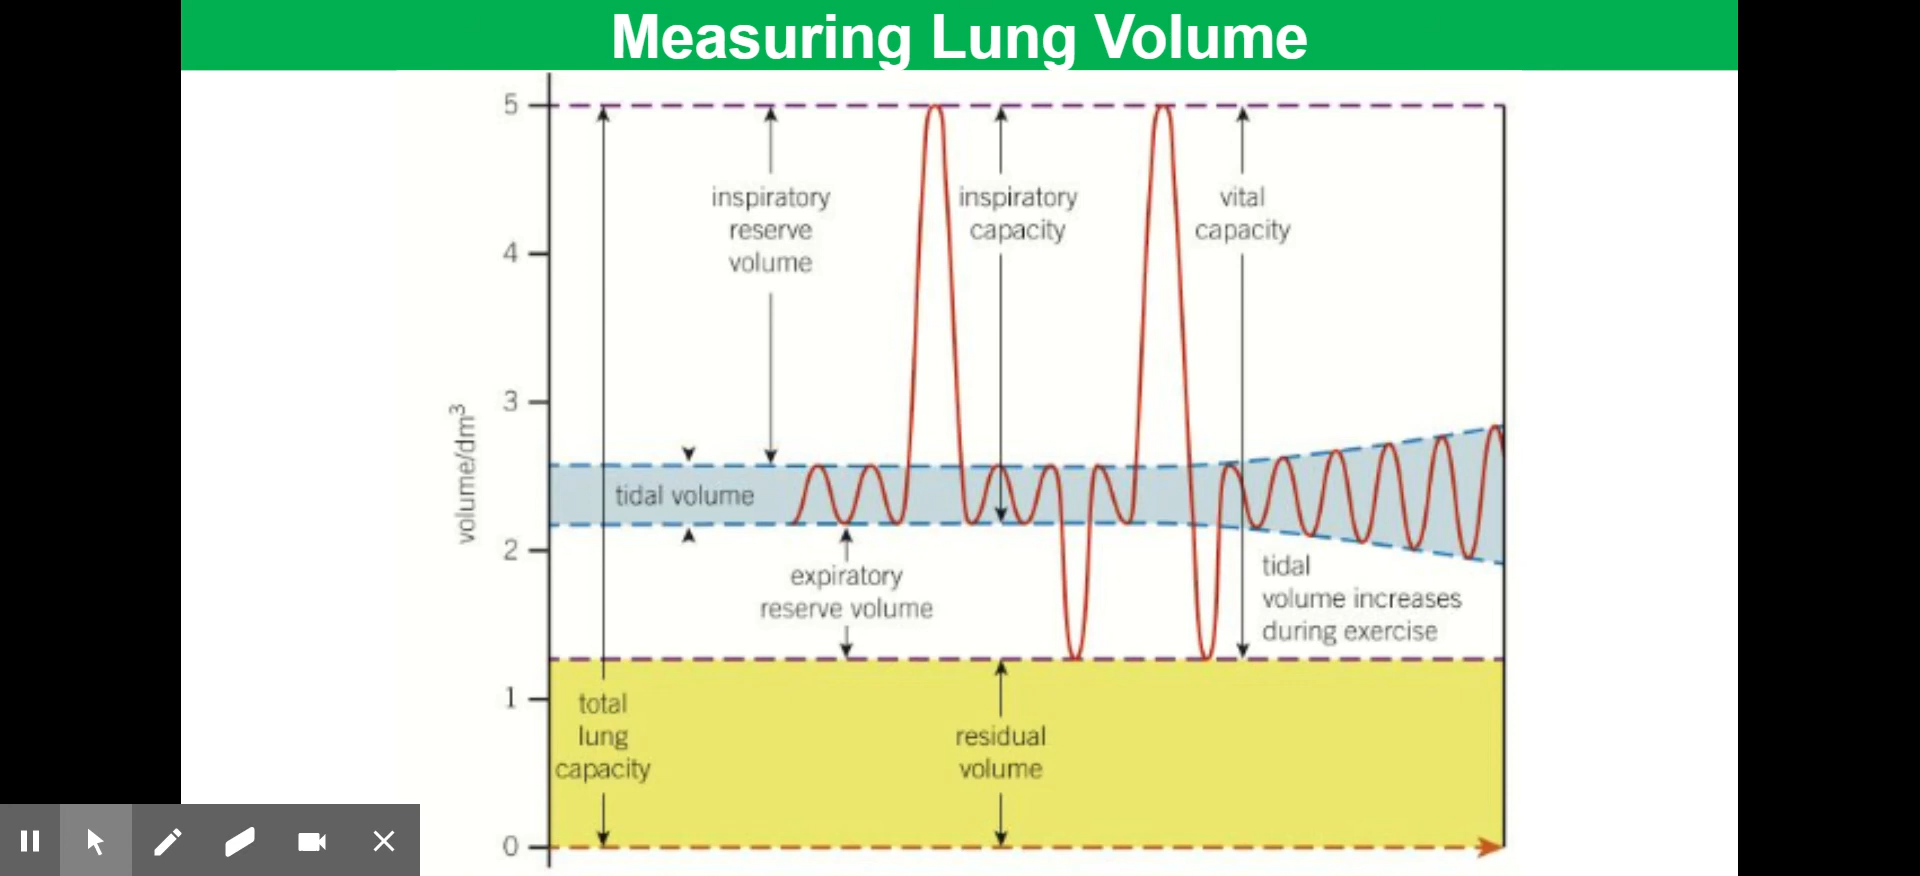 Measuring Lung Volume
5
4
3
2
1
0
volume/dm³
inspiratory
reserve
volume
inspiratory
capacity
vital
capacity
tidal volume
expiratory
reserve volume
tidal
volume increases
during exercise
total
lung
capacity
residual
volume